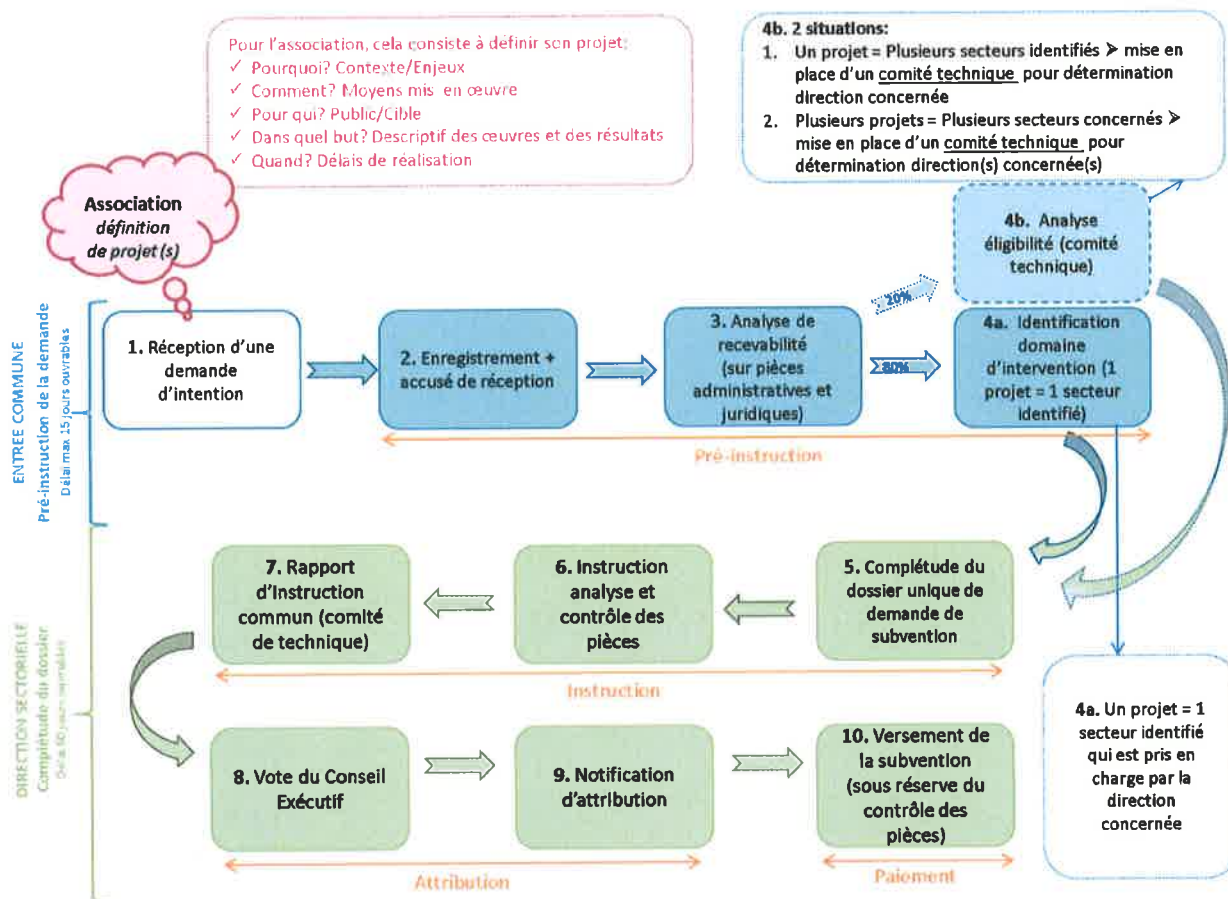 Pour l'association, cela consiste à définir son projet:
✓ Pourquoi? Contexte/Enjeux
✓ Comment? Moyens mis en œuvre
✓ Pour qui? Public/Cible
✓ Dans quel but? Descriptif des œuvres et des résultats
✓ Quand? Délais de réalisation
4b. 2 situations:
1. Un projet = Plusieurs secteurs identifiés ➤ mise en
place d'un comité technique pour détermination
direction concernée
2. Plusieurs projets = Plusieurs secteurs concernés ➤
mise en place d'un comité technique pour
détermination direction(s) concernée(s)
Association
définition
de projet(s)
4b. Analyse
éligibilité (comité
technique)
20%
ENTREE COMMUNE
Pré-instruction de la demande
Délai max 15 jours ouvrables
1. Réception d'une
demande
d'intention
2. Enregistrement +
accusé de réception
3. Analyse de
recevabilité
(sur pièces
administratives et
juridiques)
80%
4a. Identification
domaine
d'intervention (1
projet = 1 secteur
identifié)
Pré-instruction
DIRECTION SECTORIELLE
Complétude du dossier
7. Rapport
d'Instruction
commun (comité
de technique)
6. Instruction
analyse et
contrôle des
pièces
5. Complétude du
dossier unique de
demande de
subvention
Instruction
8. Vote du Conseil
Exécutif
9. Notification
d'attribution
10. Versement de
la subvention
(sous réserve du
contrôle des
pièces)
Attribution
Paiement
4a. Un projet = 1
secteur identifié
qui est pris en
charge par la
direction
concernée